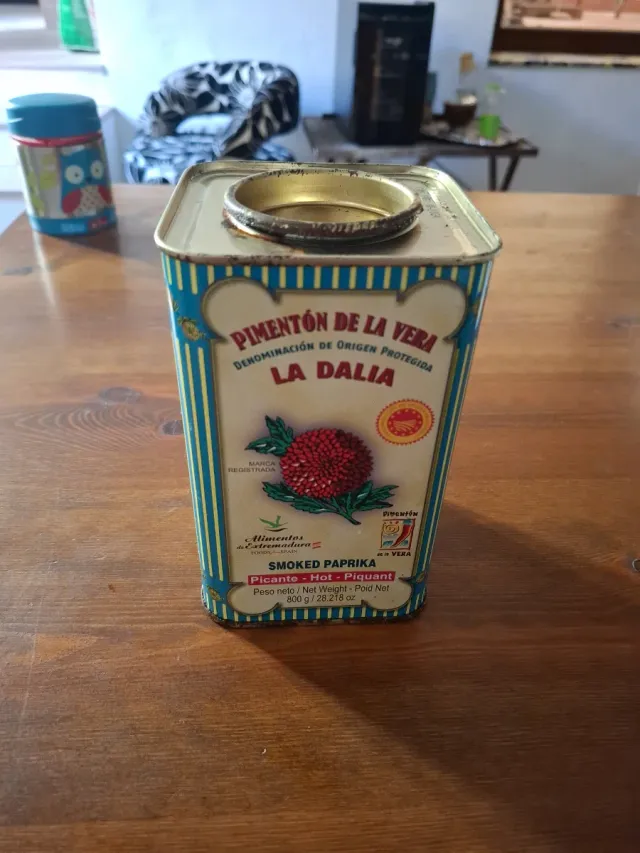 PIMENTÓN DE LA VERA
DENOMINACIÓN DE ORIGEN PROTEGIDA
LA DALIA
MARCA
REGISTRADA
Alimentos
de Extremadura
PIMENTÓN
DE LA VERA
SMOKED PAPRIKA
Picante - Hot - Piquant
Peso neto / Net Weight - Poid Net
800 g / 28,218 oz